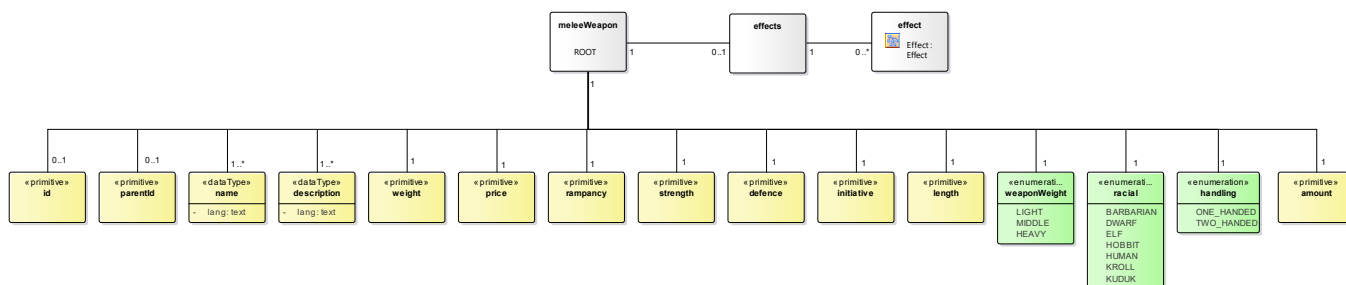 meleeWeapon
ROOT
1
0..1
effects
1
0..*
effect
Effect :
Effect
1
0..1
0..1
1..*
1..*
1
1
1
1
1
1
1
1
1
1
1
«primitive»
id
«primitive»
parentId
«dataType»
name
- lang: text
«dataType»
description
- lang: text
«primitive»
weight
«primitive»
price
«primitive»
rampancy
«primitive»
strength
«primitive»
defence
«primitive»
initiative
«primitive»
length
«enumerati...
weaponWeight
LIGHT
MIDDLE
HEAVY
«enumerati...
racial
BARBARIAN
DWARF
ELF
HOBBIT
HUMAN
KROLL
KUDUK
«enumeration»
handling
ONE_HANDED
TWO_HANDED
«primitive»
amount